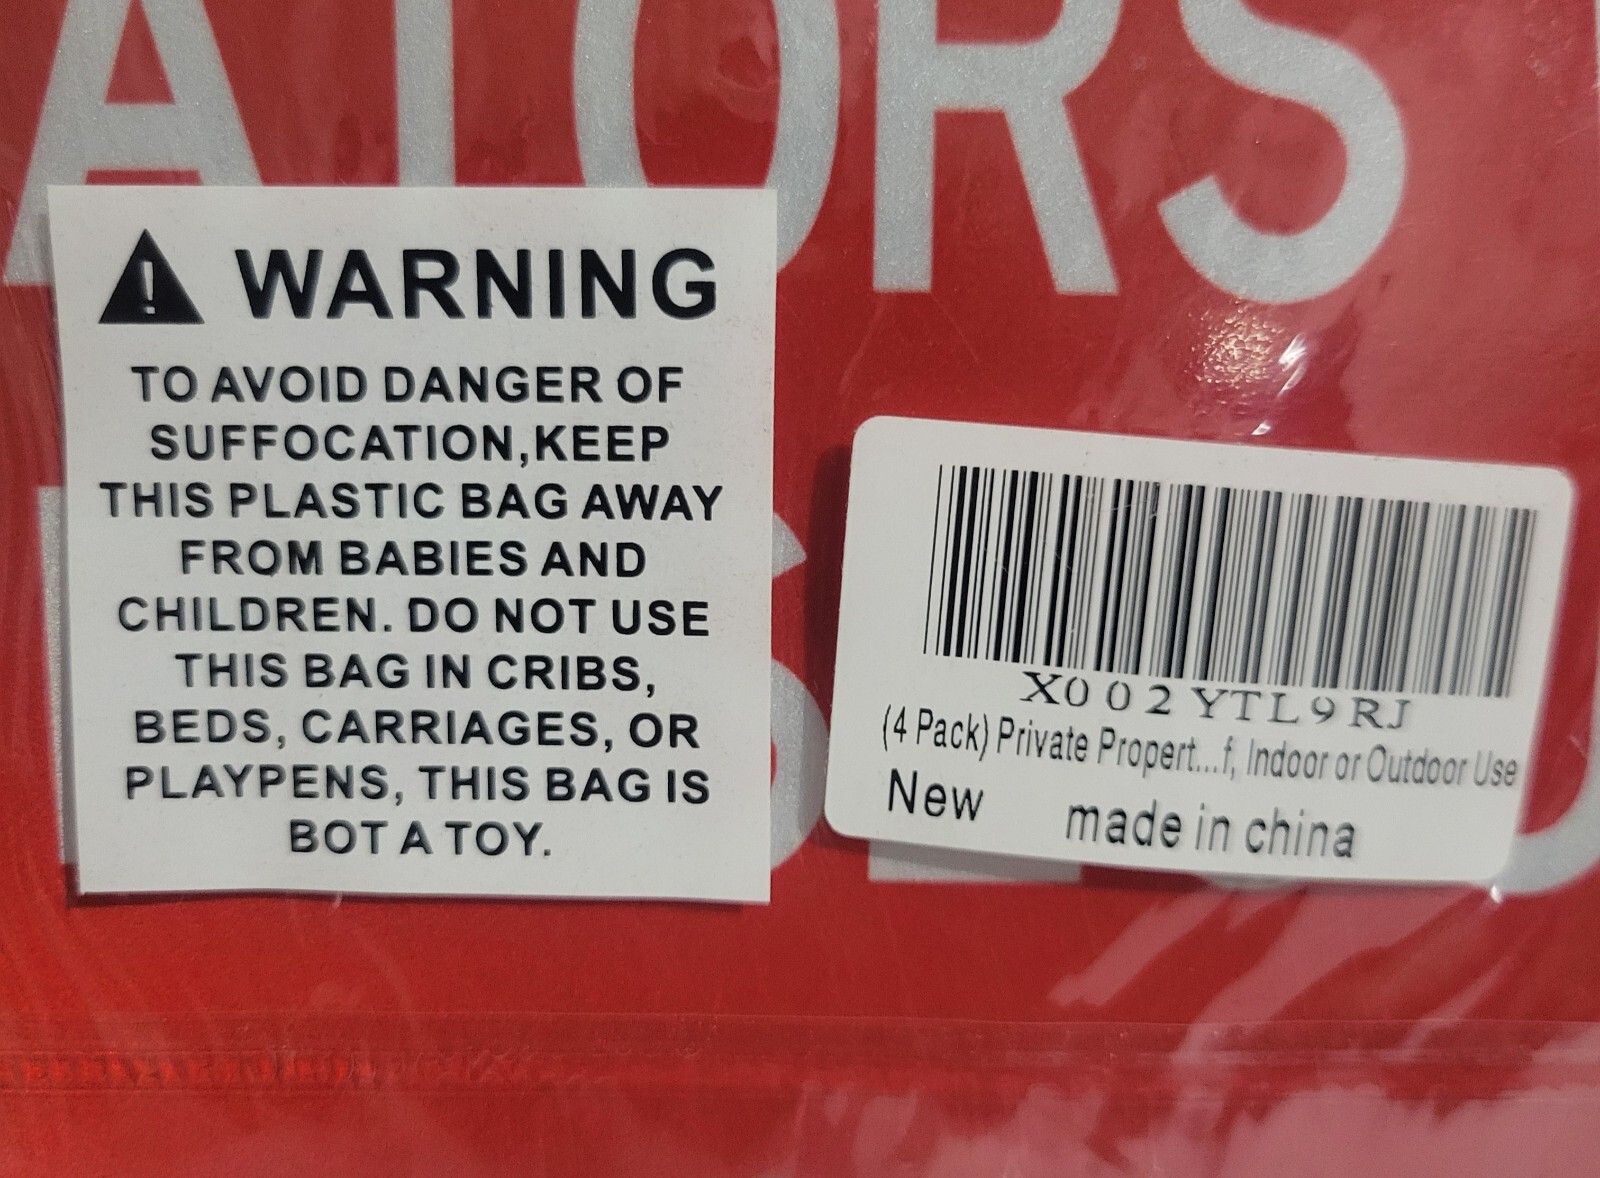 ATORS
WARNING
TO AVOID DANGER OF
SUFFOCATION,KEEP
THIS PLASTIC BAG AWAY
FROM BABIES AND
CHILDREN. DO NOT USE
THIS BAG IN CRIBS,
BEDS, CARRIAGES, OR
PLAYPENS, THIS BAG IS
BOT A TOY.
X002YTL9RJ
(4 Pack) Private Propert...f, Indoor or Outdoor Use
New made in china